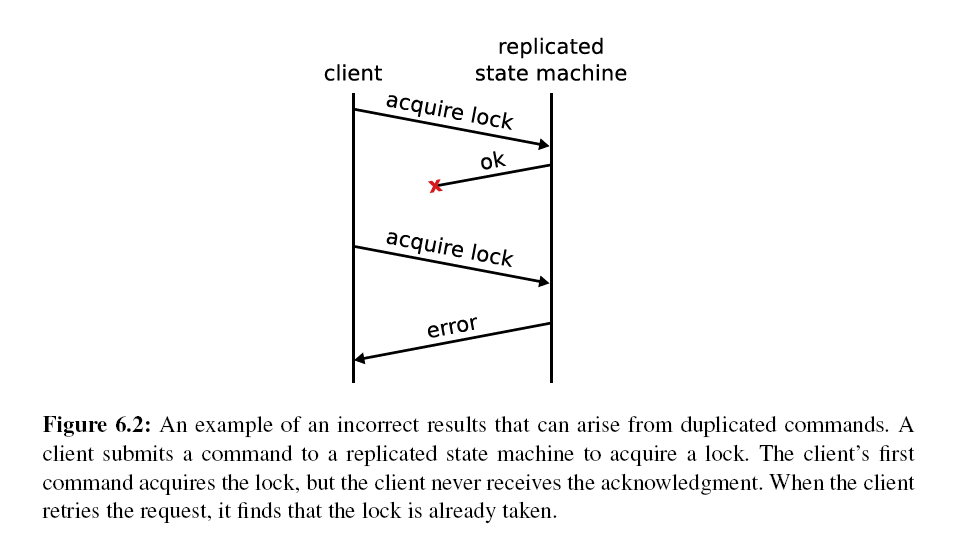 replicated
client state machine
acquire lock
ok
acquire lock
error
Figure 6.2: An example of an incorrect results that can arise from duplicated commands. A
client submits a command to a replicated state machine to acquire a lock. The client's first
command acquires the lock, but the client never receives the acknowledgment. When the client
retries the request, it finds that the lock is already taken.